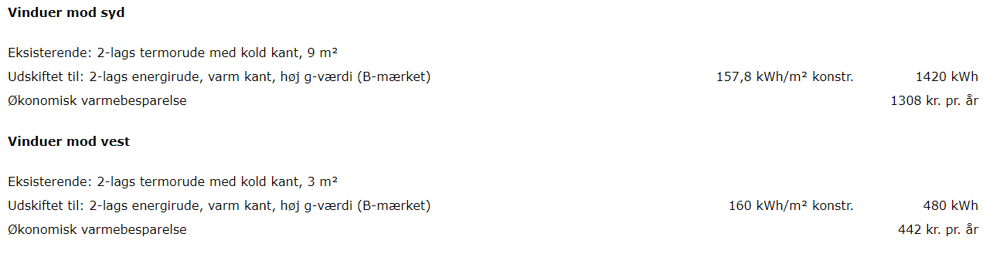 Vinduer mod syd
Eksisterende: 2-lags termorude med kold kant, 9 m²
Udskiftet til: 2-lags energirude, varm kant, høj g-værdi (B-mærket) 157,8 kWh/m² konstr. 1420 kWh
Økonomisk varmebesparelse 1308 kr. pr. år
Vinduer mod vest
Eksisterende: 2-lags termorude med kold kant, 3 m²
Udskiftet til: 2-lags energirude, varm kant, høj g-værdi (B-mærket) 160 kWh/m² konstr. 480 kWh
Økonomisk varmebesparelse 442 kr. pr. år